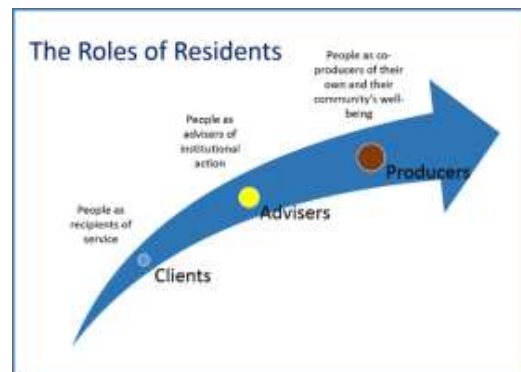 The Roles of Residents
People as co-
producers of their
own and their
community's well-
being
Producers
People as
advisers of
institutional
action
Advisers
People as
recipients of
service
Clients